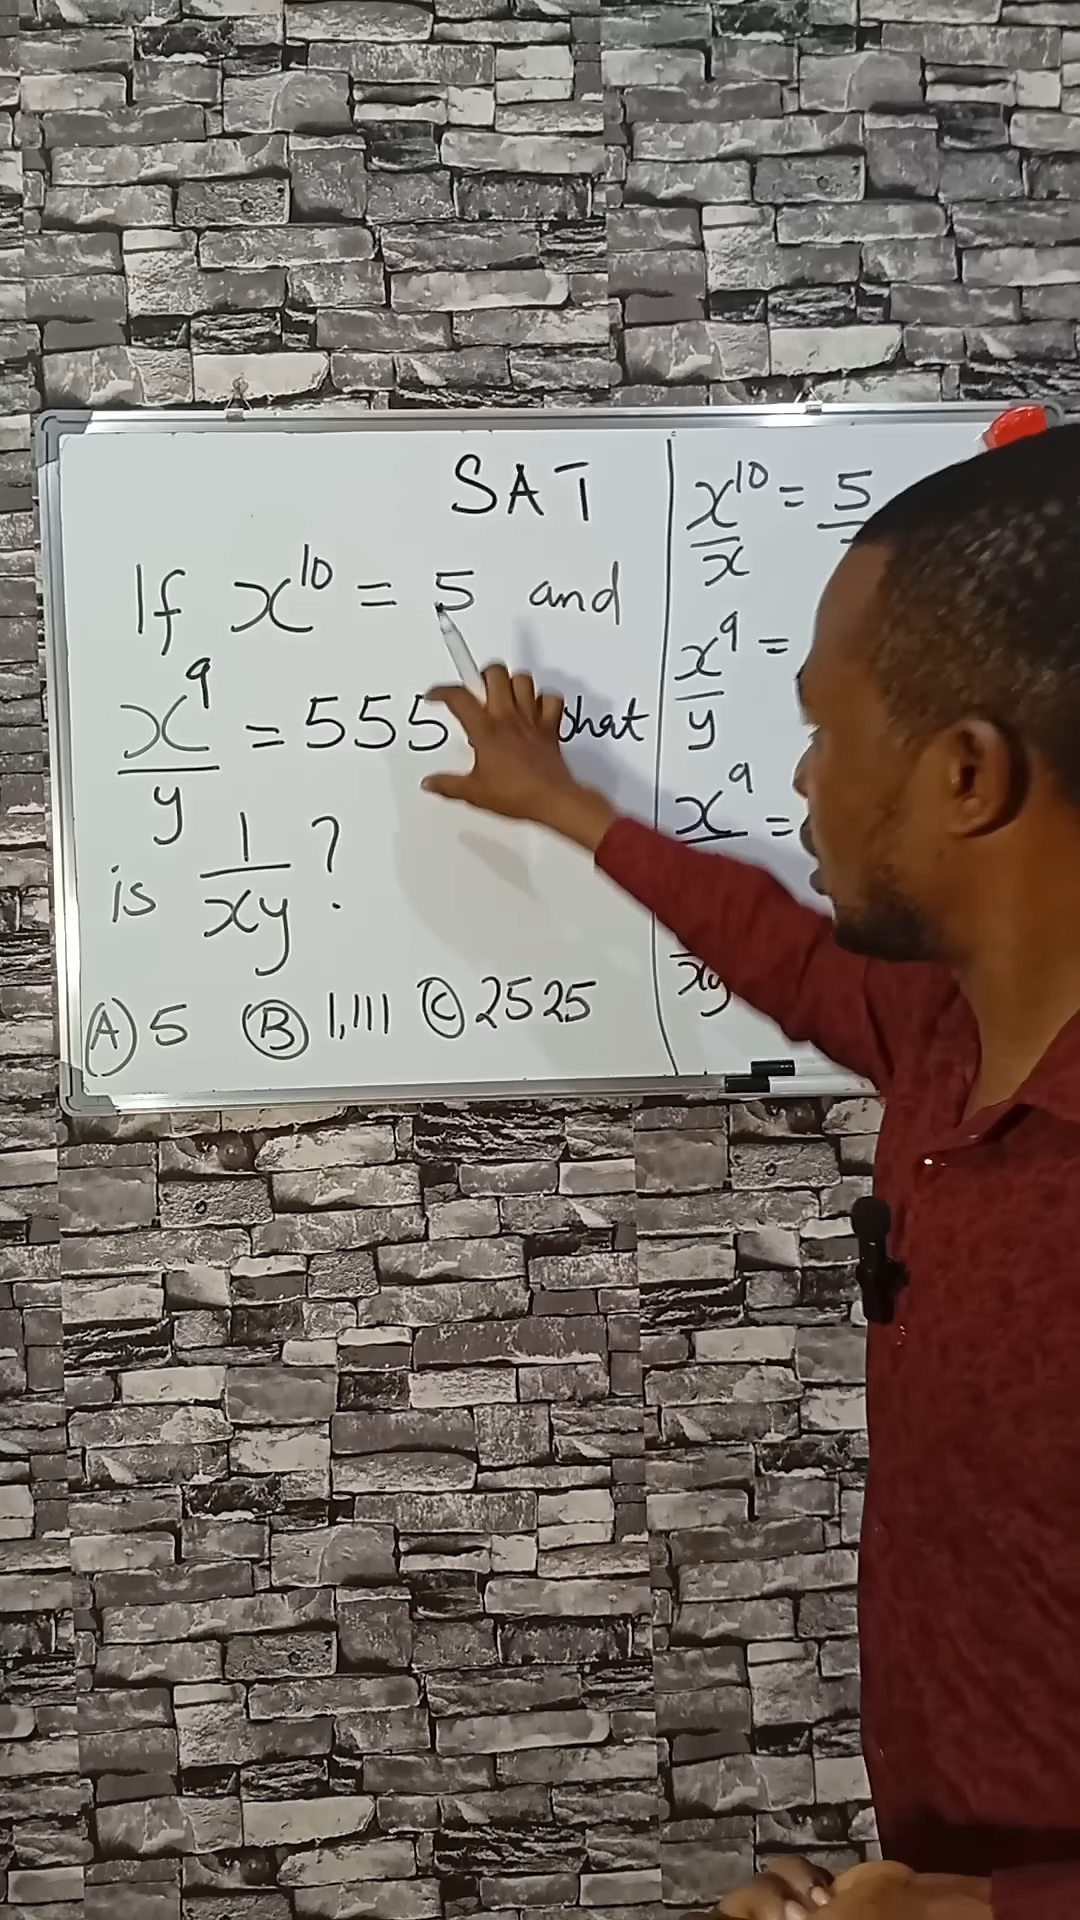 SAT
If x¹⁰ = 5 and
x⁹/y = 555
is 1/xy ?
(A) 5 (B) 1,111 (C) 2525
x¹⁰/x = 5
x⁹/y =
x⁹ =
xy